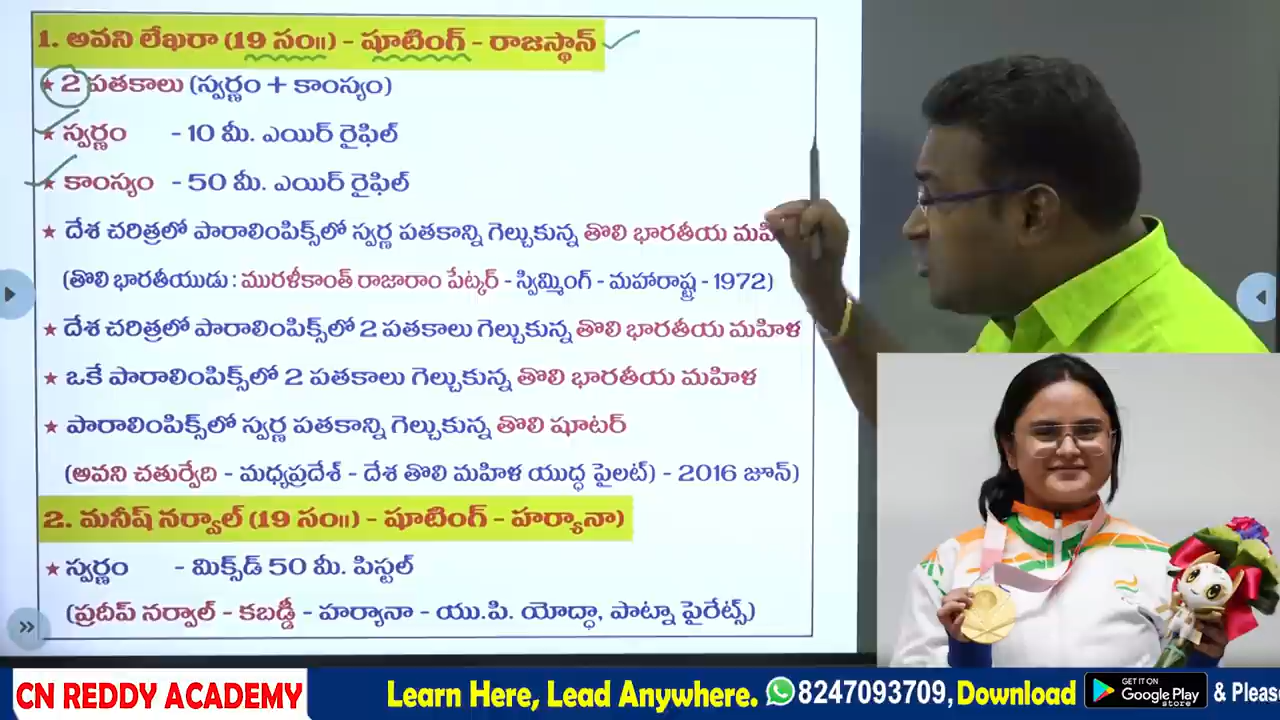 1. అవని లేఖరా (19 సం॥) - షూటింగ్ - రాజస్థాన్
★ 2 పతకాలు (స్వర్ణం + కాంస్యం)
★ స్వర్ణం - 10 మీ. ఎయిర్ రైఫిల్
★ కాంస్యం - 50 మీ. ఎయిర్ రైఫిల్
★ దేశ చరిత్రలో పారాలింపిక్స్‌లో స్వర్ణ పతకాన్ని గెల్చుకున్న తొలి భారతీయ
(తొలి భారతీయుడు : మురళీకాంత్ రాజారాం పేట్కర్ - స్విమ్మింగ్ - మహారాష్ట్ర - 1972)
★ దేశ చరిత్రలో పారాలింపిక్స్‌లో 2 పతకాలు గెల్చుకున్న తొలి భారతీయ మహిళ
★ ఒకే పారాలింపిక్స్‌లో 2 పతకాలు గెల్చుకున్న తొలి భారతీయ మహిళ
★ పారాలింపిక్స్‌లో స్వర్ణ పతకాన్ని గెల్చుకున్న తొలి షూటర్
(అవని చతుర్వేది - మధ్యప్రదేశ్ - దేశ తొలి మహిళ యుద్ధ పైలట్) - 2016 జూన్)
2. మనీష్ నర్వాల్ (19 సం॥) - షూటింగ్ - హర్యానా)
★ స్వర్ణం - మిక్స్‌డ్ 50 మీ. పిస్టల్
(ప్రదీప్ నర్వాల్ - కబడ్డీ - హర్యానా - యు.పి. యోద్ధా, పాట్నా పైరేట్స్)
CN REDDY ACADEMY Learn Here, Lead Anywhere. 8247093709, Download GET IT ON Google Play store & Please